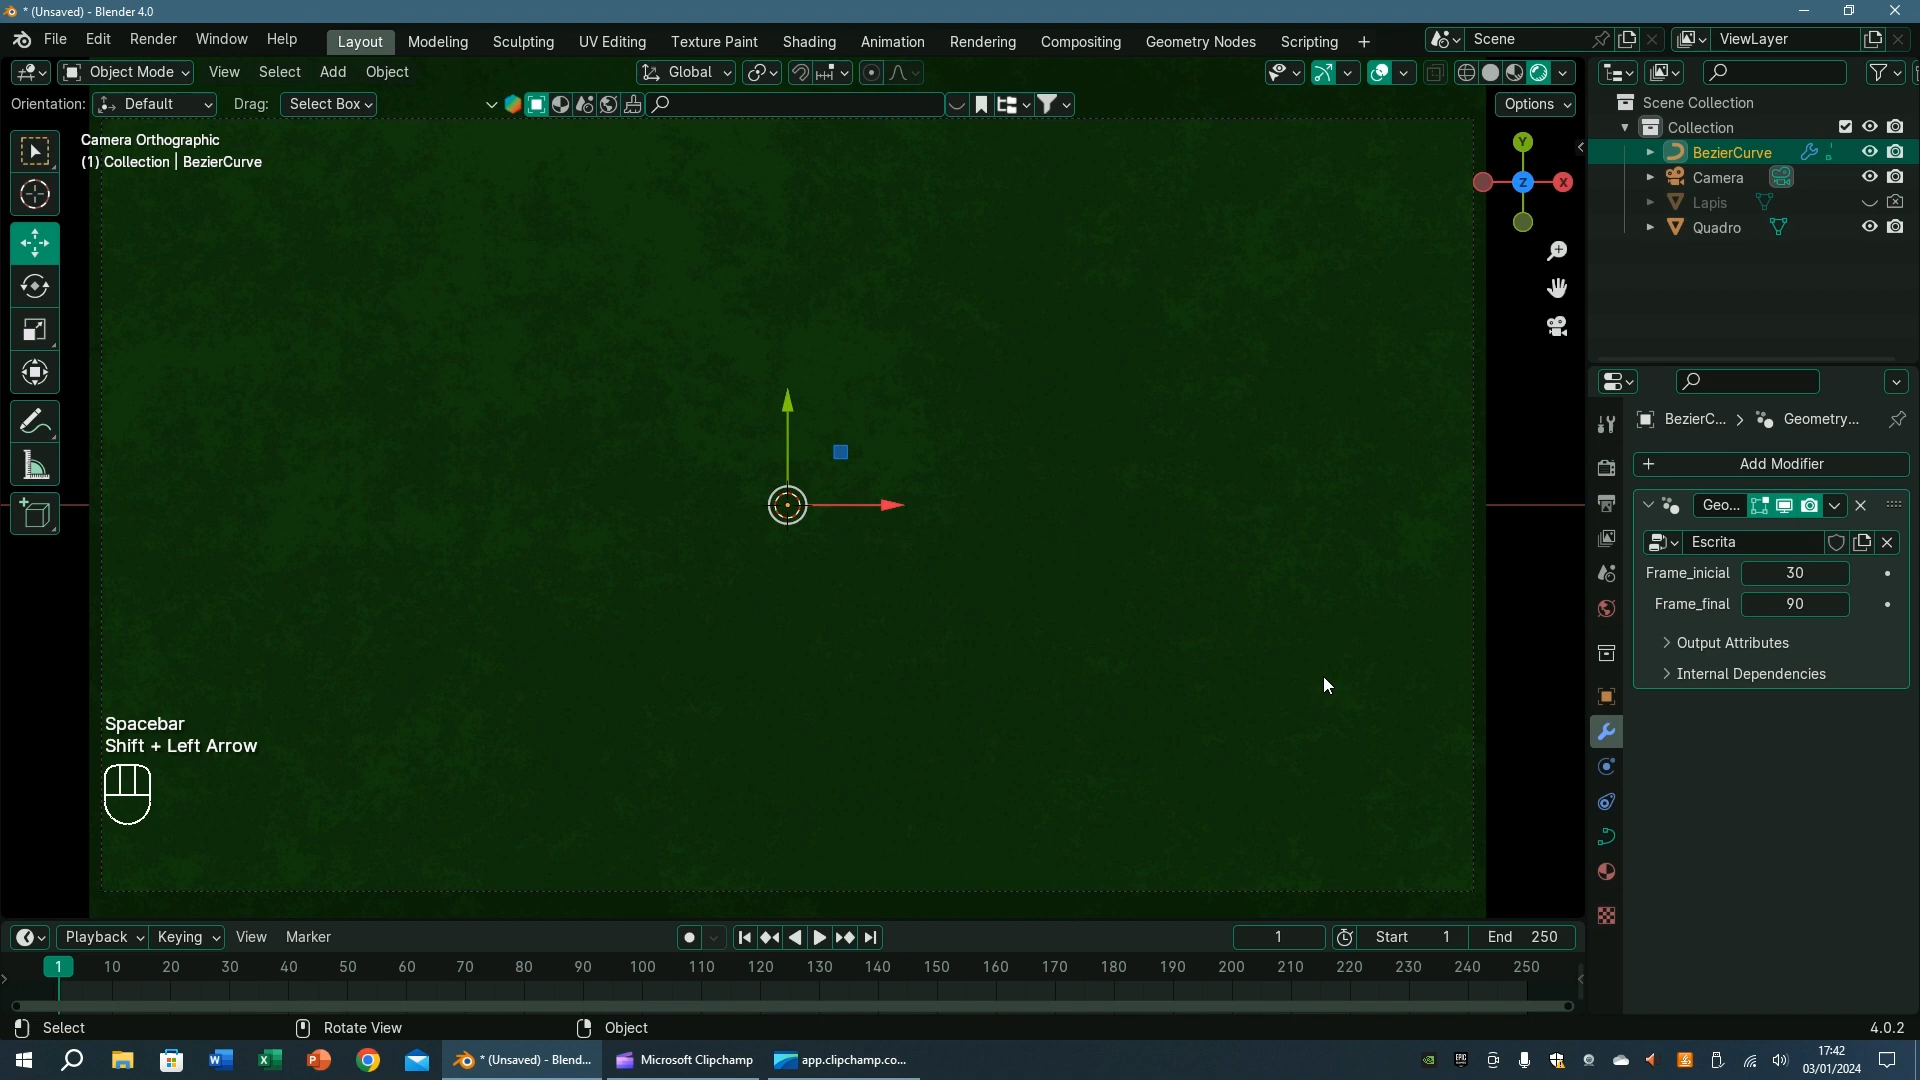 * (Unsaved) - Blender 4.0
File Edit Render Window Help
Layout Modeling Sculpting UV Editing Texture Paint Shading Animation Rendering Compositing Geometry Nodes Scripting
Scene
ViewLayer
Object Mode View Select Add Object
Global
Orientation: Default Drag: Select Box
Options
Camera Orthographic
(1) Collection | BezierCurve
Y
Z
X
Scene Collection
Collection
BezierCurve
Camera
Lapis
Quadro
BezierC... Geometry...
Add Modifier
Geo...
Escrita
Frame_inicial 30
Frame_final 90
Output Attributes
Internal Dependencies
Spacebar
Shift + Left Arrow
Playback Keying View Marker
1
Start 1
End 250
1 10 20 30 40 50 60 70 80 90 100 110 120 130 140 150 160 170 180 190 200 210 220 230 240 250
Select Rotate View Object
4.0.2
* (Unsaved) - Blend...
Microsoft Clipchamp
app.clipchamp.co...
17:42
03/01/2024